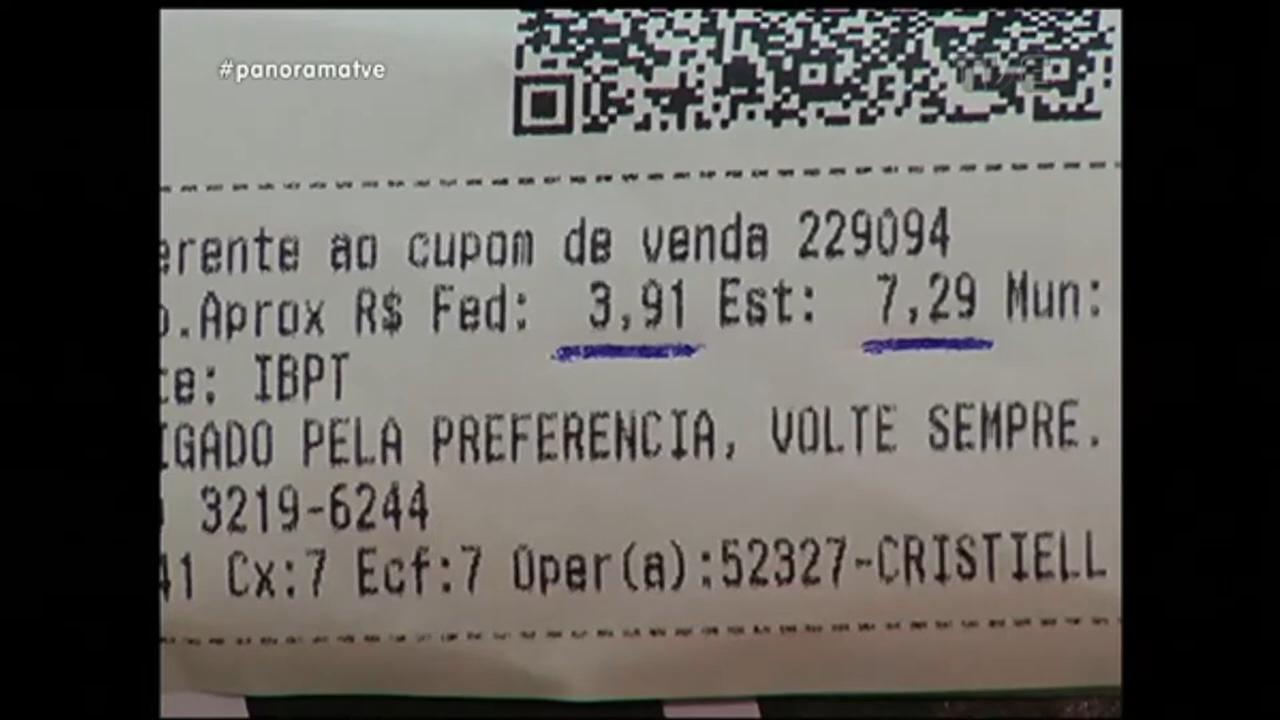 #panoramatve
erente ao cupom de venda 229094
.Aprox R$ Fed: 3,91 Est: 7,29 Mun:
te: IBPT
IGADO PELA PREFERENCIA, VOLTE SEMPRE.
3219-6244
41 Cx:7 Ecf:7 Oper(a):52327-CRISTIELL